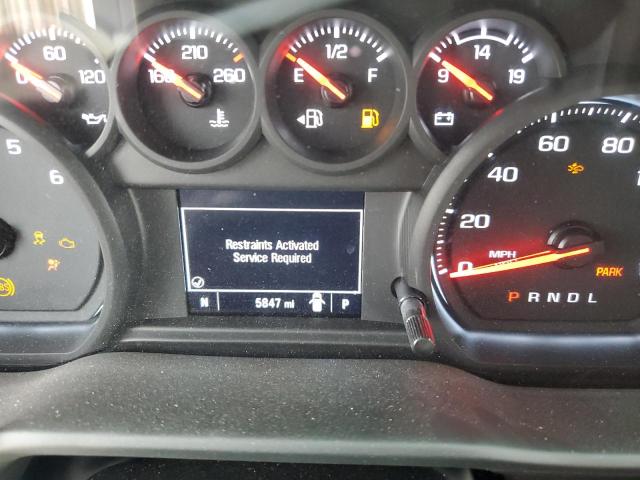 0 60 120
160 210 260
E 1/2 F
9 14 19
5
6
60 80
40
20
0
MPH
Restraints Activated
Service Required
N 5847 mi P
PARK
P R N D L